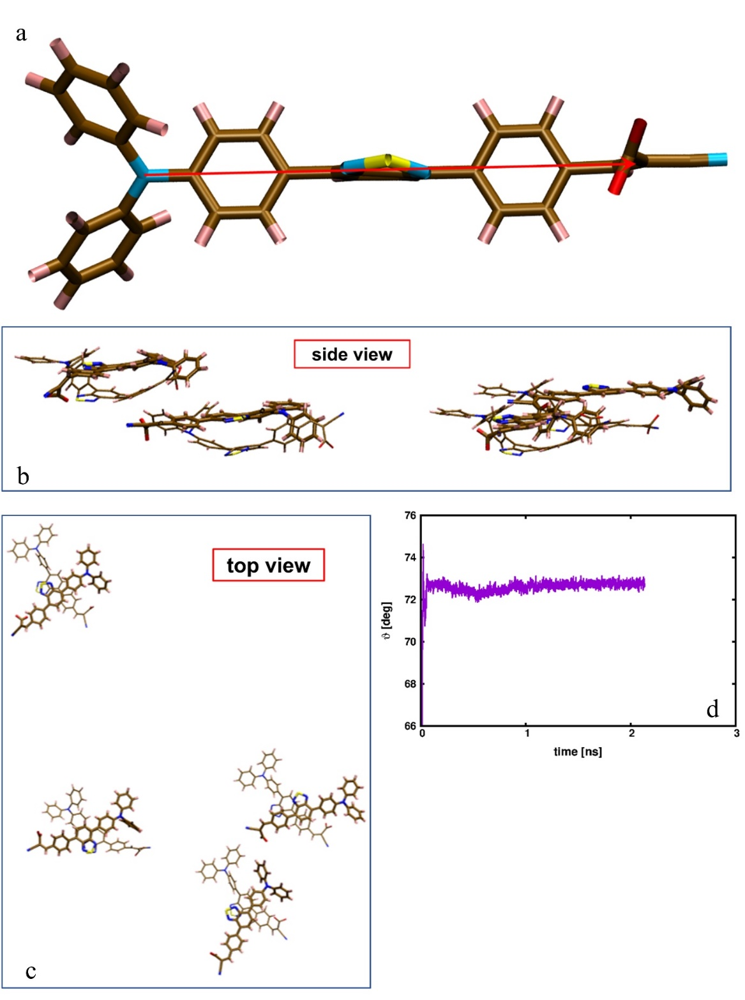 a
side view
b
top view
c
76
74
72
70
68
66
ϑ [deg]
0
1
2
3
time [ns]
d